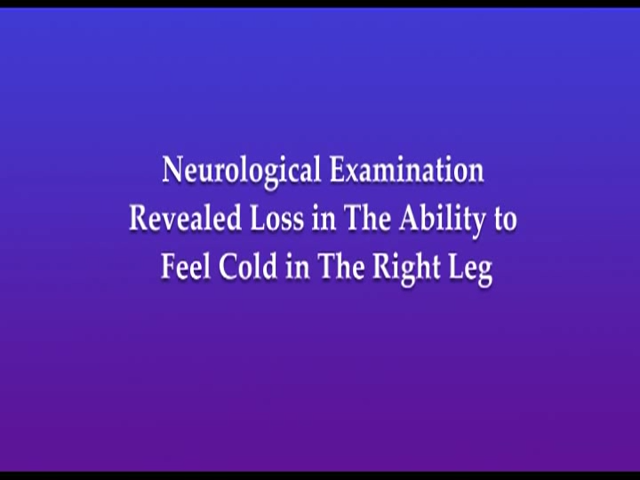 Neurological Examination
Revealed Loss in The Ability to
Feel Cold in The Right Leg